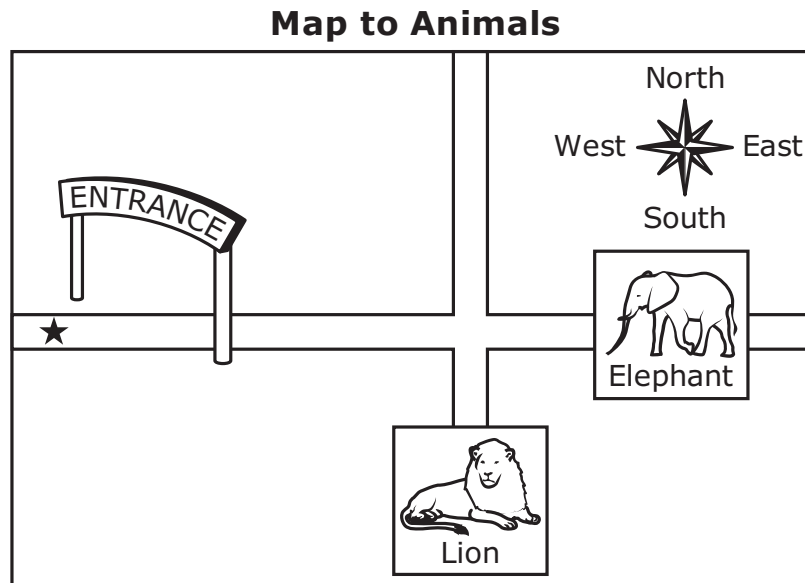 Map to Animals
North
West East
South
ENTRANCE
Elephant
Lion